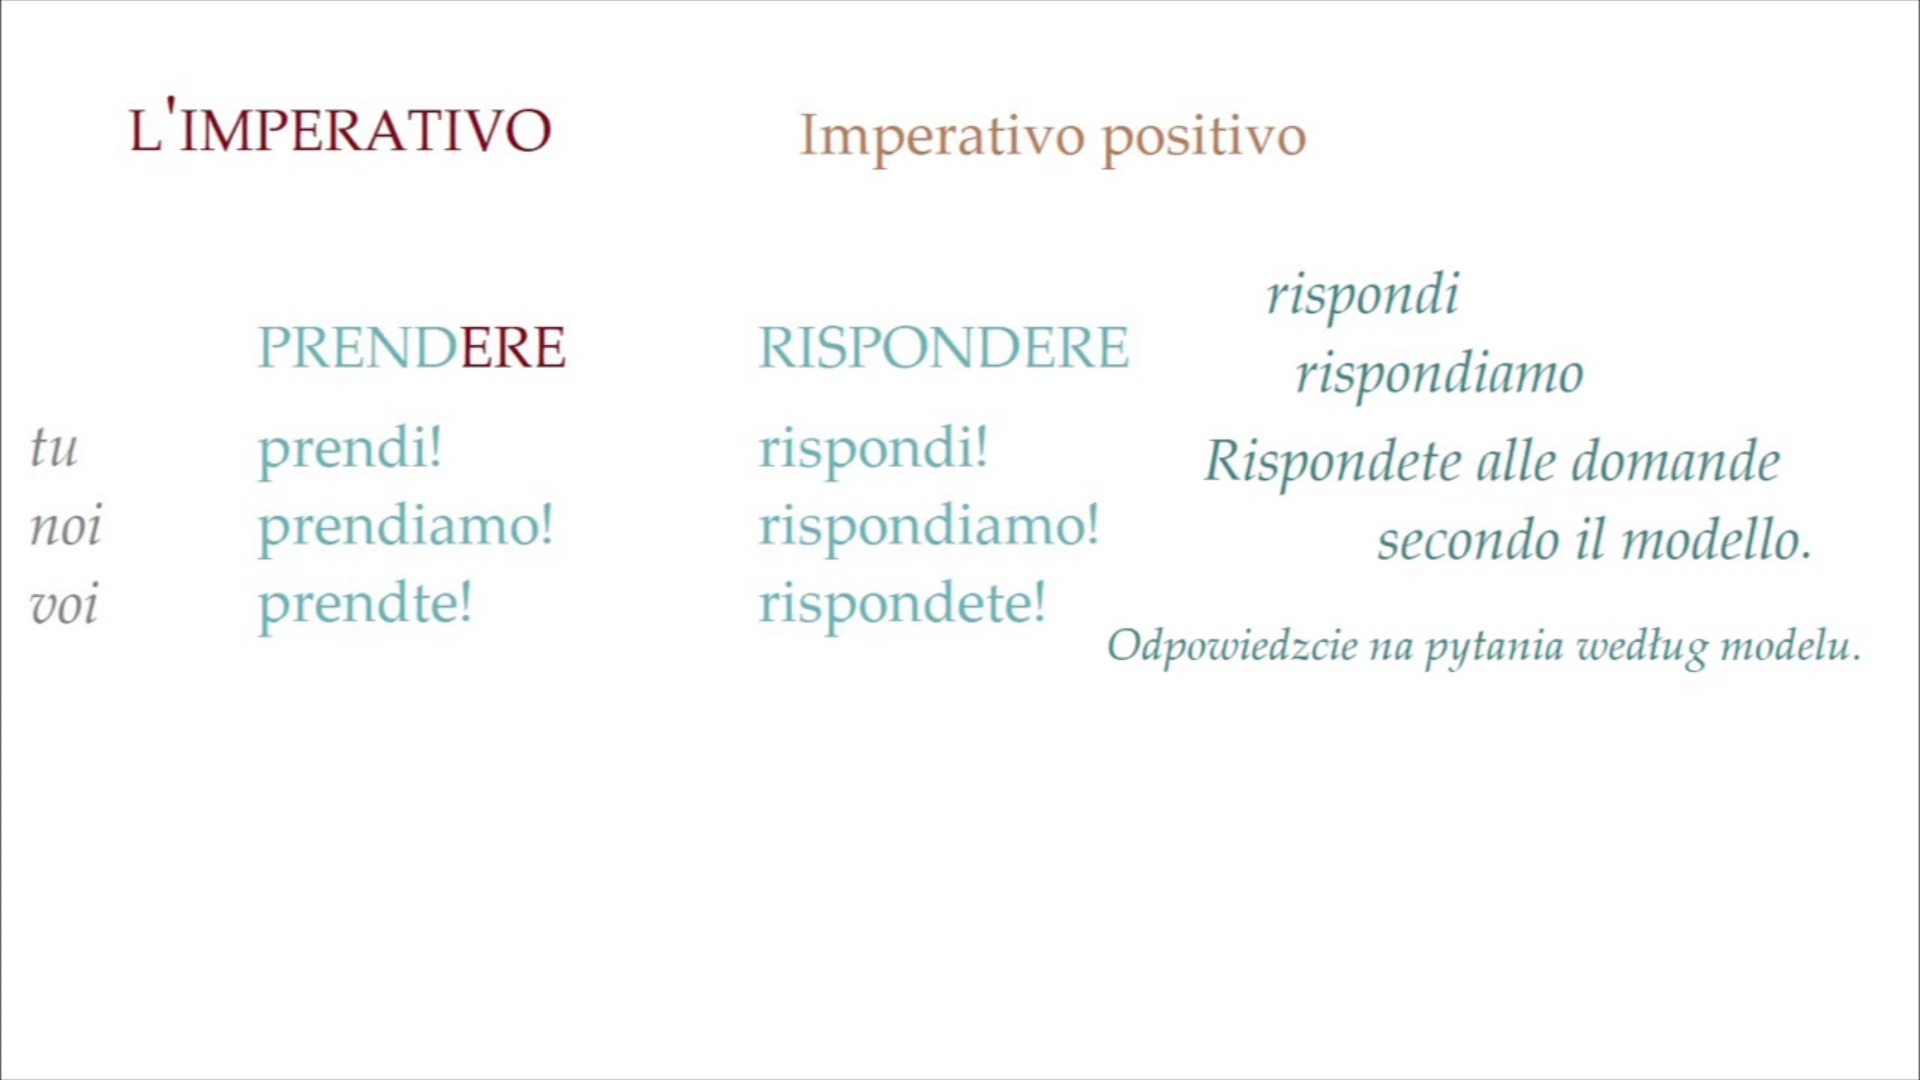 L'IMPERATIVO
Imperativo positivo
PRENDERE
RISPONDERE
tu prendi! rispondi!
noi prendiamo! rispondiamo!
voi prendte! rispondete!
rispondi
rispondiamo
Rispondete alle domande
secondo il modello.
Odpowiedzcie na pytania według modelu.